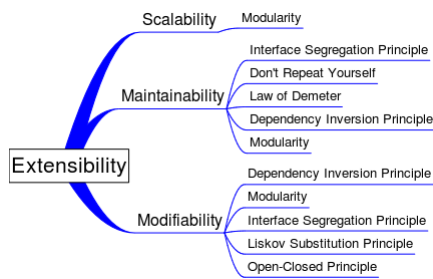 Scalability
Modularity
Extensibility
Maintainability
Interface Segregation Principle
Don't Repeat Yourself
Law of Demeter
Dependency Inversion Principle
Modularity
Modifiability
Dependency Inversion Principle
Modularity
Interface Segregation Principle
Liskov Substitution Principle
Open-Closed Principle